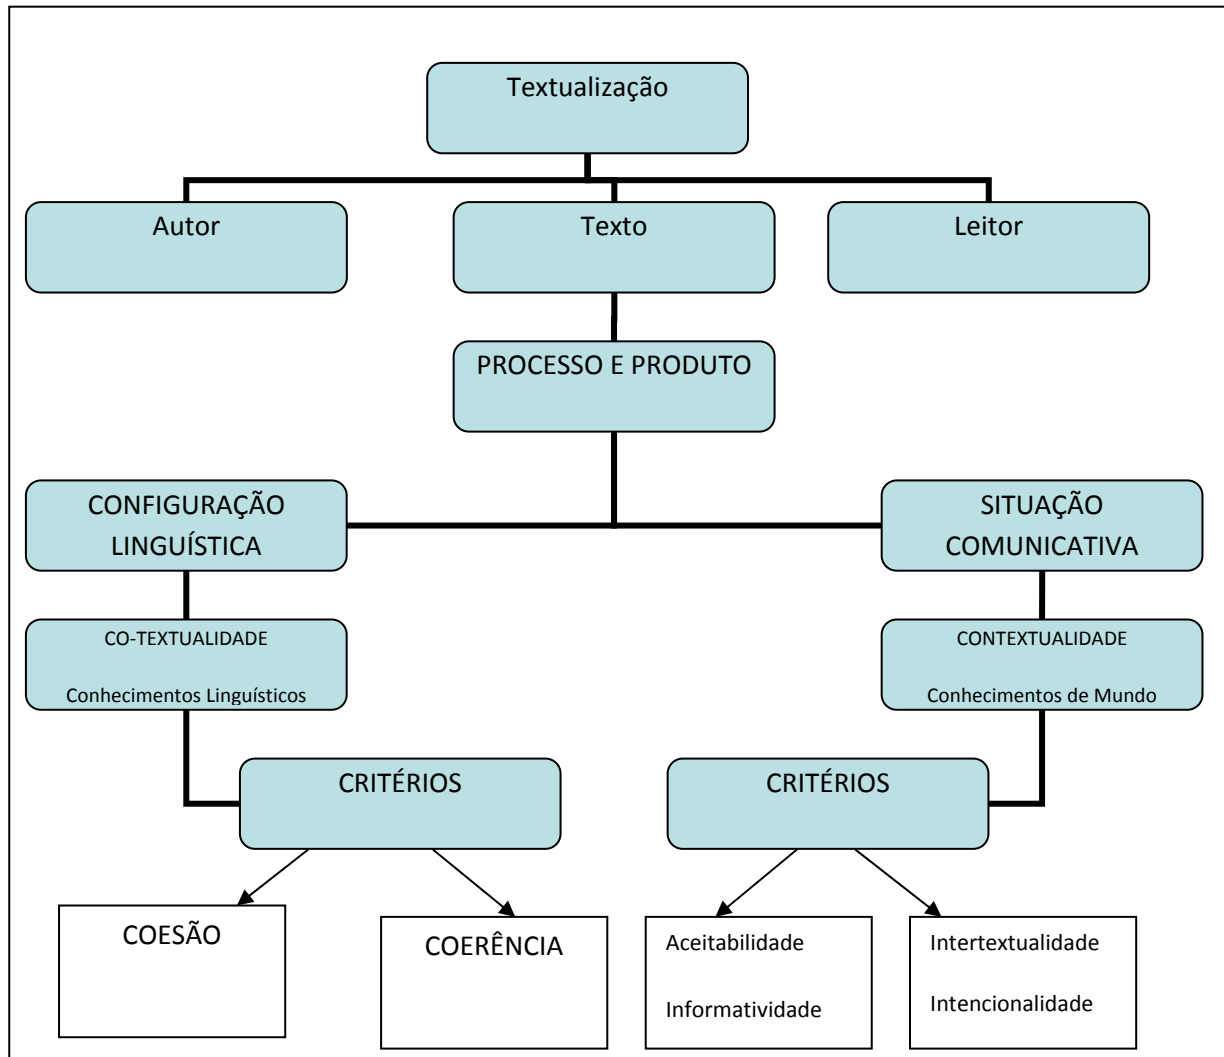 Textualização
Autor
Texto
Leitor
PROCESSO E PRODUTO
CONFIGURAÇÃO
LINGUÍSTICA
SITUAÇÃO
COMUNICATIVA
CO-TEXTUALIDADE
Conhecimentos Linguísticos
CONTEXTUALIDADE
Conhecimentos de Mundo
CRITÉRIOS
CRITÉRIOS
COESÃO
COERÊNCIA
Aceitabilidade
Informatividade
Intertextualidade
Intencionalidade